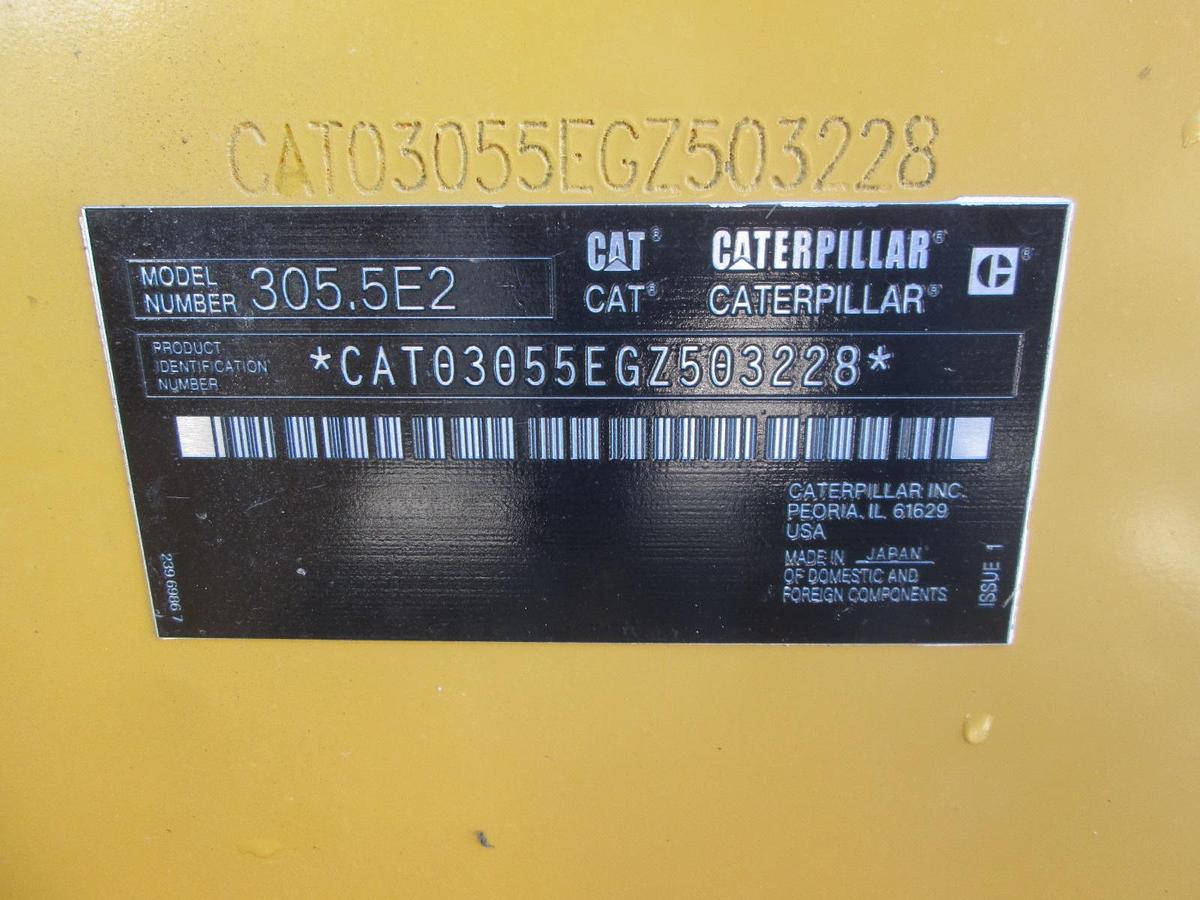 CAT03055EGZ503228
CAT® CATERPILLAR®
MODEL NUMBER 305.5E2
CAT® CATERPILLAR®
PRODUCT
IDENTIFICATION
NUMBER
*CAT03055EGZ503228*
CATERPILLAR INC.
PEORIA, IL 61629
USA
MADE IN JAPAN
OF DOMESTIC AND
FOREIGN COMPONENTS
239 6986 7
ISSUE 1